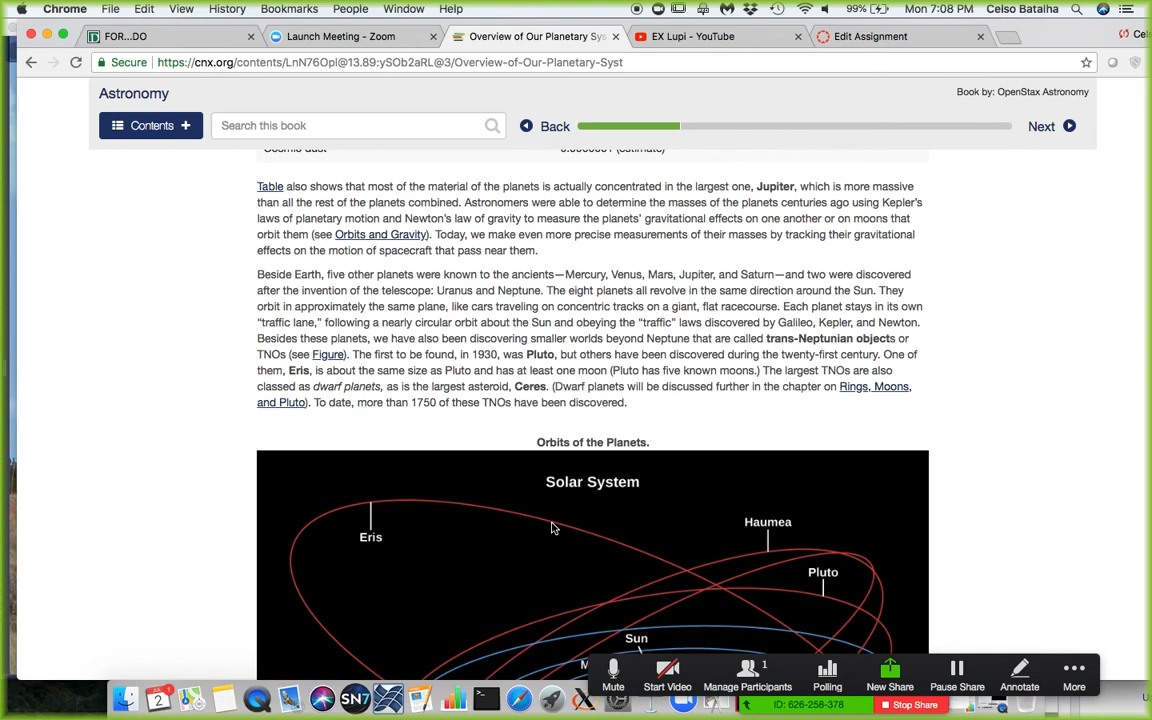 Chrome File Edit View History Bookmarks People Window Help 99% Mon 7:08 PM Celso Batalha
FOR...DO Launch Meeting - Zoom Overview of Our Planetary Sys EX Lupi - YouTube Edit Assignment Cel
Secure https://cnx.org/contents/LnN76Opl@13.89:ySOb2aRL@3/Overview-of-Our-Planetary-Syst
Astronomy Book by: OpenStax Astronomy
Contents + Search this book Back Next
Cosmic dust 0.0000001 (estimate)
Table also shows that most of the material of the planets is actually concentrated in the largest one, Jupiter, which is more massive
than all the rest of the planets combined. Astronomers were able to determine the masses of the planets centuries ago using Kepler's
laws of planetary motion and Newton's law of gravity to measure the planets' gravitational effects on one another or on moons that
orbit them (see Orbits and Gravity). Today, we make even more precise measurements of their masses by tracking their gravitational
effects on the motion of spacecraft that pass near them.
Beside Earth, five other planets were known to the ancients—Mercury, Venus, Mars, Jupiter, and Saturn—and two were discovered
after the invention of the telescope: Uranus and Neptune. The eight planets all revolve in the same direction around the Sun. They
orbit in approximately the same plane, like cars traveling on concentric tracks on a giant, flat racecourse. Each planet stays in its own
“traffic lane,” following a nearly circular orbit about the Sun and obeying the “traffic” laws discovered by Galileo, Kepler, and Newton.
Besides these planets, we have also been discovering smaller worlds beyond Neptune that are called trans-Neptunian objects or
TNOs (see Figure). The first to be found, in 1930, was Pluto, but others have been discovered during the twenty-first century. One of
them, Eris, is about the same size as Pluto and has at least one moon (Pluto has five known moons.) The largest TNOs are also
classed as dwarf planets, as is the largest asteroid, Ceres. (Dwarf planets will be discussed further in the chapter on Rings, Moons,
and Pluto). To date, more than 1750 of these TNOs have been discovered.
Orbits of the Planets.
Solar System
Haumea
Eris
Pluto
Sun
M
1
Mute Start Video Manage Participants Polling New Share Pause Share Annotate More
2 SN7
ID: 626-258-378 Stop Share